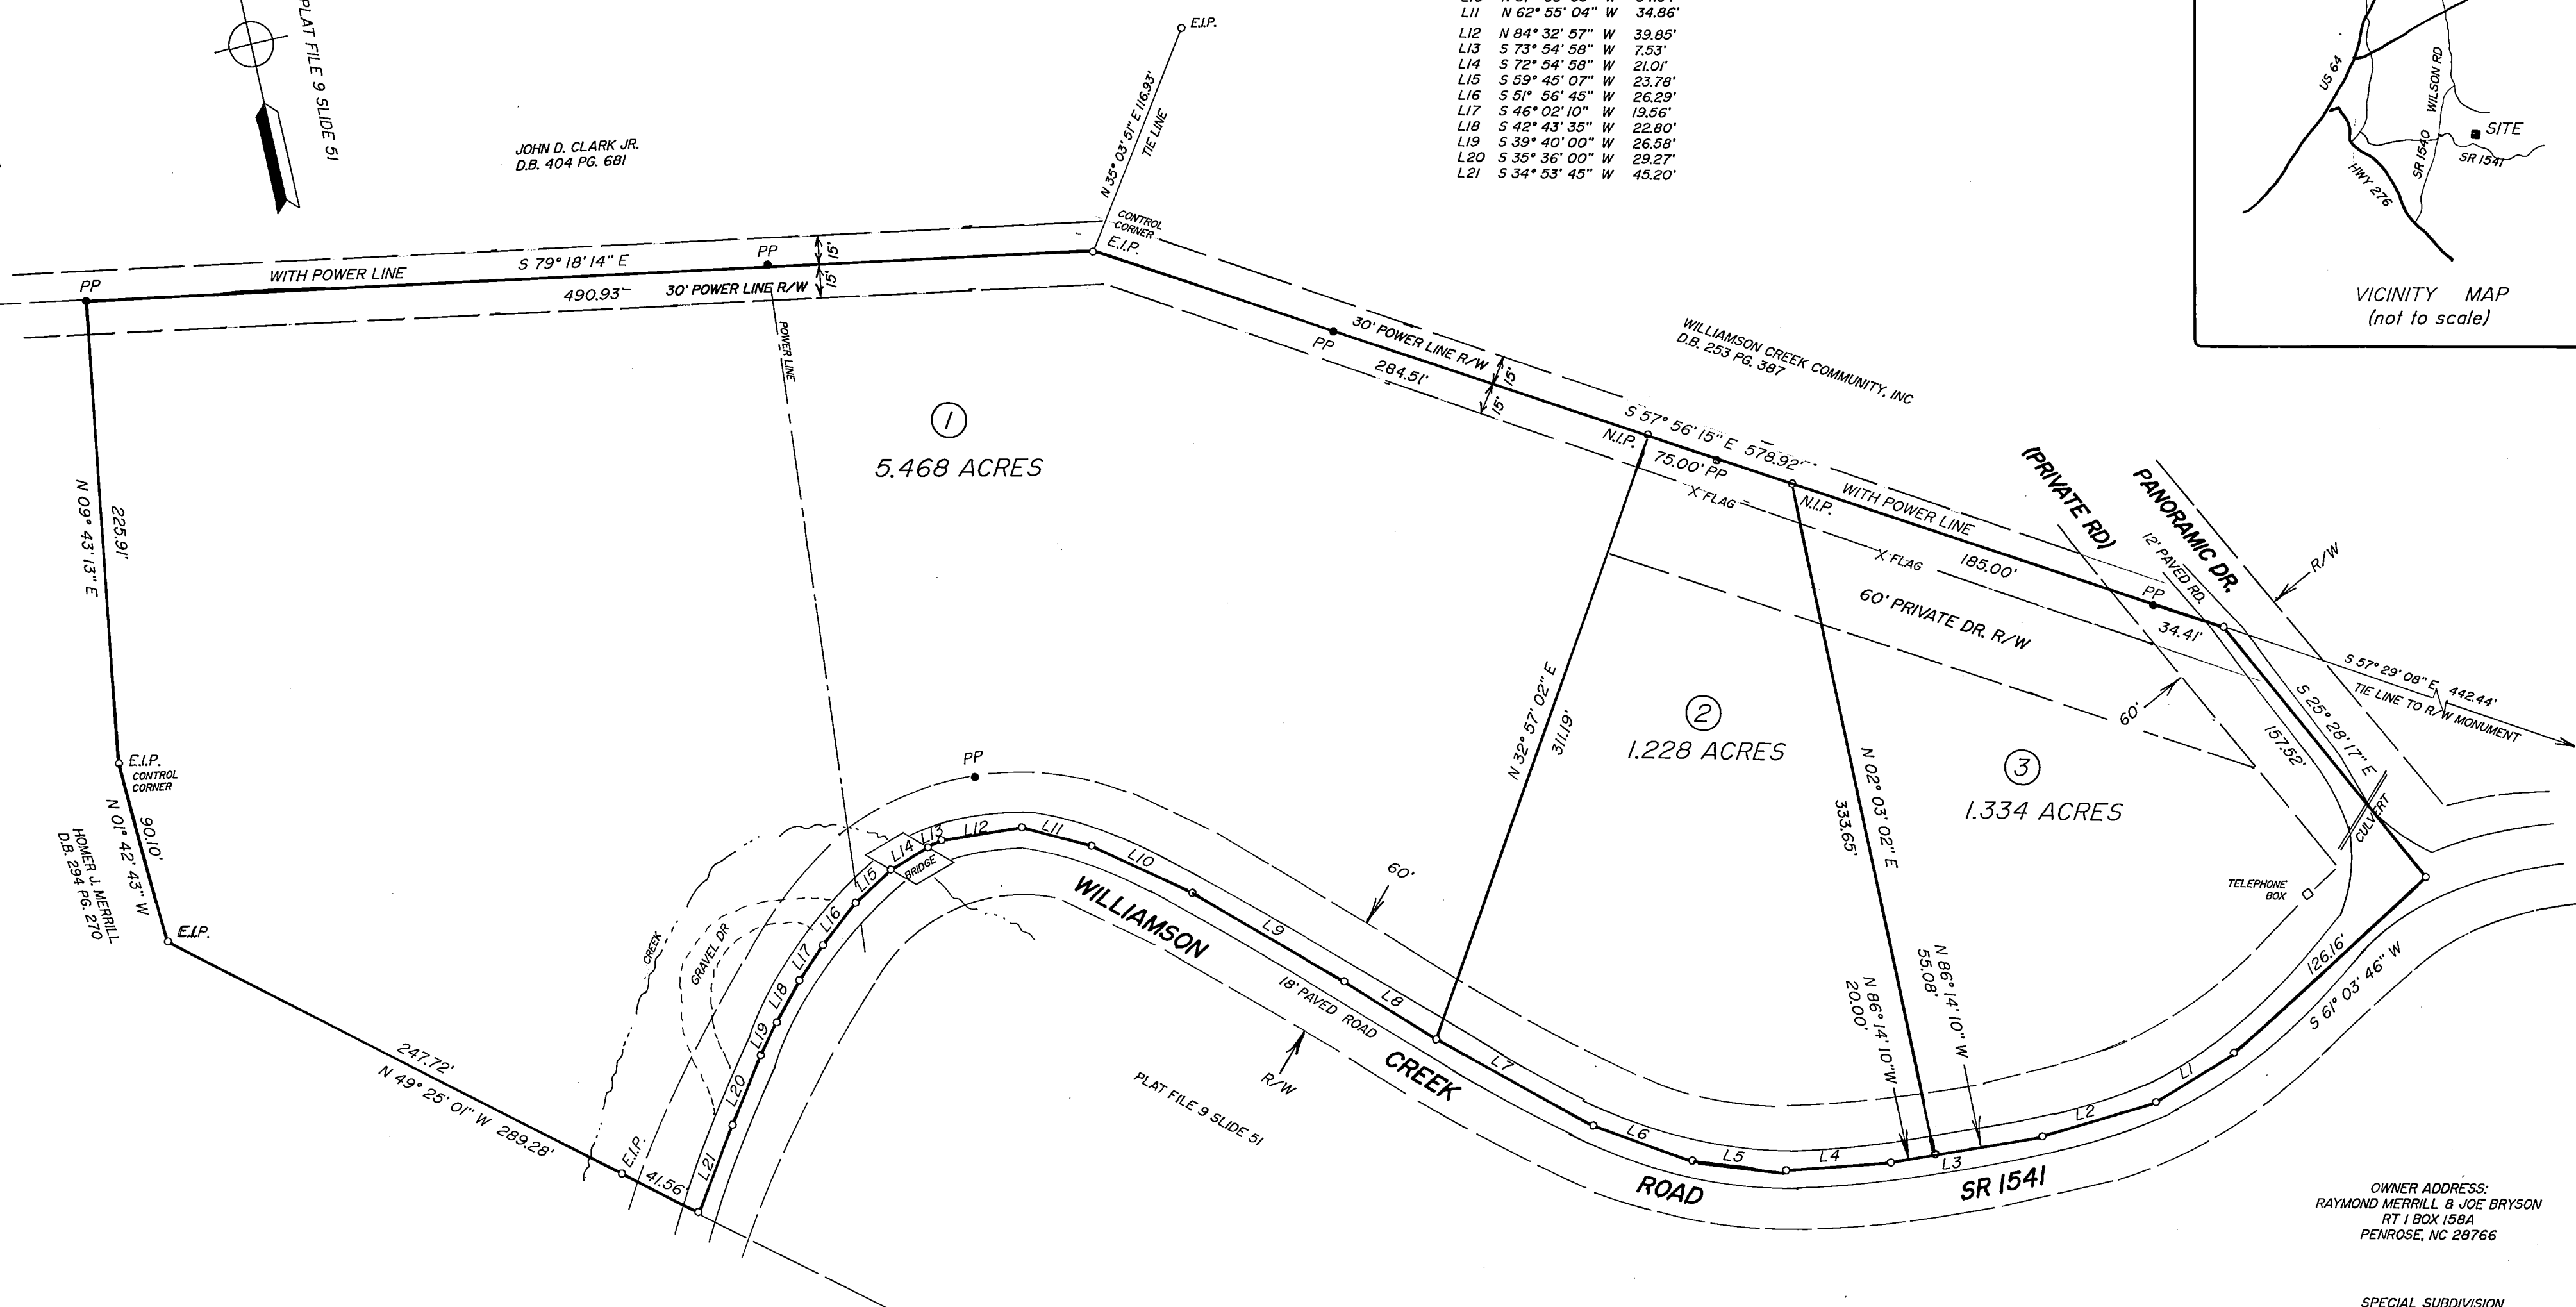 PLAT FILE 9 SLIDE 51
JOHN D. CLARK JR.
D.B. 404 PG. 681
E.I.P.
N 35° 03' 51" E 116.93'
TIE LINE
L11 N 62° 55' 04" W 34.86'
L12 N 84° 32' 57" W 39.85'
L13 S 73° 54' 58" W 7.53'
L14 S 72° 54' 58" W 21.01'
L15 S 59° 45' 07" W 23.78'
L16 S 51° 56' 45" W 26.29'
L17 S 46° 02' 10" W 19.56'
L18 S 42° 43' 35" W 22.80'
L19 S 39° 40' 00" W 26.58'
L20 S 35° 36' 00" W 29.27'
L21 S 34° 53' 45" W 45.20'
US 64
WILSON RD
SR 1540
SITE
SR 1541
HWY 276
VICINITY MAP
(not to scale)
CONTROL
CORNER
E.I.P.
PP
WITH POWER LINE
S 79° 18' 14" E
PP
15'
15'
490.93'
30' POWER LINE R/W
POWER LINE
30' POWER LINE R/W
PP
284.51'
15'
15'
WILLIAMSON CREEK COMMUNITY, INC
D.B. 253 PG. 387
S 57° 56' 15" E 578.92'
N.I.P.
75.00' PP
X FLAG
N.I.P.
WITH POWER LINE
X FLAG
185.00'
60' PRIVATE DR. R/W
(PRIVATE RD)
PANORAMIC DR.
12' PAVED RD.
R/W
PP
34.41'
60'
S 57° 29' 08" E 442.44'
TIE LINE TO R/W MONUMENT
S 25° 28' 17" E
157.52'
CULVERT
TELEPHONE
BOX
1
5.468 ACRES
2
1.228 ACRES
3
1.334 ACRES
225.91'
N 09° 43' 13" E
E.I.P.
CONTROL
CORNER
90.10'
N 01° 42' 43" W
HOMER J. MERRILL
D.B. 294 PG. 270
E.I.P.
247.72'
N 49° 25' 01" W 289.28'
E.I.P.
41.56'
CREEK
GRAVEL DR
BRIDGE
PP
N 32° 57' 02" E
311.19'
N 02° 03' 02" E
333.65'
N 86° 14' 10" W
55.08'
N 86° 14' 10" W
20.00'
126.16'
S 61° 03' 46" W
L1
L2
L3
L4
L5
L6
L7
L8
L9
L10
L11
L12
L13
L14
L15
L16
L17
L18
L19
L20
L21
60'
WILLIAMSON
CREEK
ROAD
SR 1541
18' PAVED ROAD
R/W
PLAT FILE 9 SLIDE 51
OWNER ADDRESS:
RAYMOND MERRILL & JOE BRYSON
RT 1 BOX 158A
PENROSE, NC 28766
SPECIAL SUBDIVISION